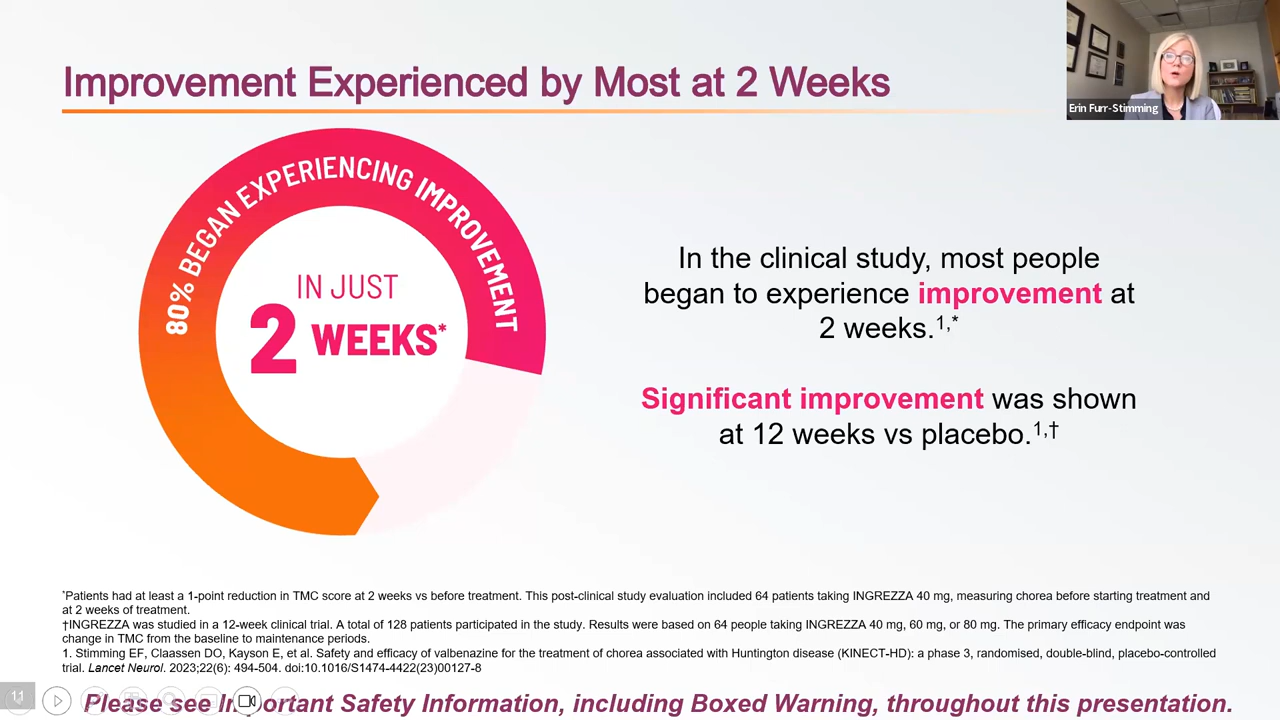 Improvement Experienced by Most at 2 Weeks
Erin Furr-Stimming
80% BEGAN EXPERIENCING IMPROVEMENT
IN JUST
2 WEEKS*
In the clinical study, most people
began to experience improvement at
2 weeks.1,*
Significant improvement was shown
at 12 weeks vs placebo.1,†
*Patients had at least a 1-point reduction in TMC score at 2 weeks vs before treatment. This post-clinical study evaluation included 64 patients taking INGREZZA 40 mg, measuring chorea before starting treatment and
at 2 weeks of treatment.
†INGREZZA was studied in a 12-week clinical trial. A total of 128 patients participated in the study. Results were based on 64 people taking INGREZZA 40 mg, 60 mg, or 80 mg. The primary efficacy endpoint was
change in TMC from the baseline to maintenance periods.
1. Stimming EF, Claassen DO, Kayson E, et al. Safety and efficacy of valbenazine for the treatment of chorea associated with Huntington disease (KINECT-HD): a phase 3, randomised, double-blind, placebo-controlled
trial. Lancet Neurol. 2023;22(6): 494-504. doi:10.1016/S1474-4422(23)00127-8
11
Please see Important Safety Information, including Boxed Warning, throughout this presentation.